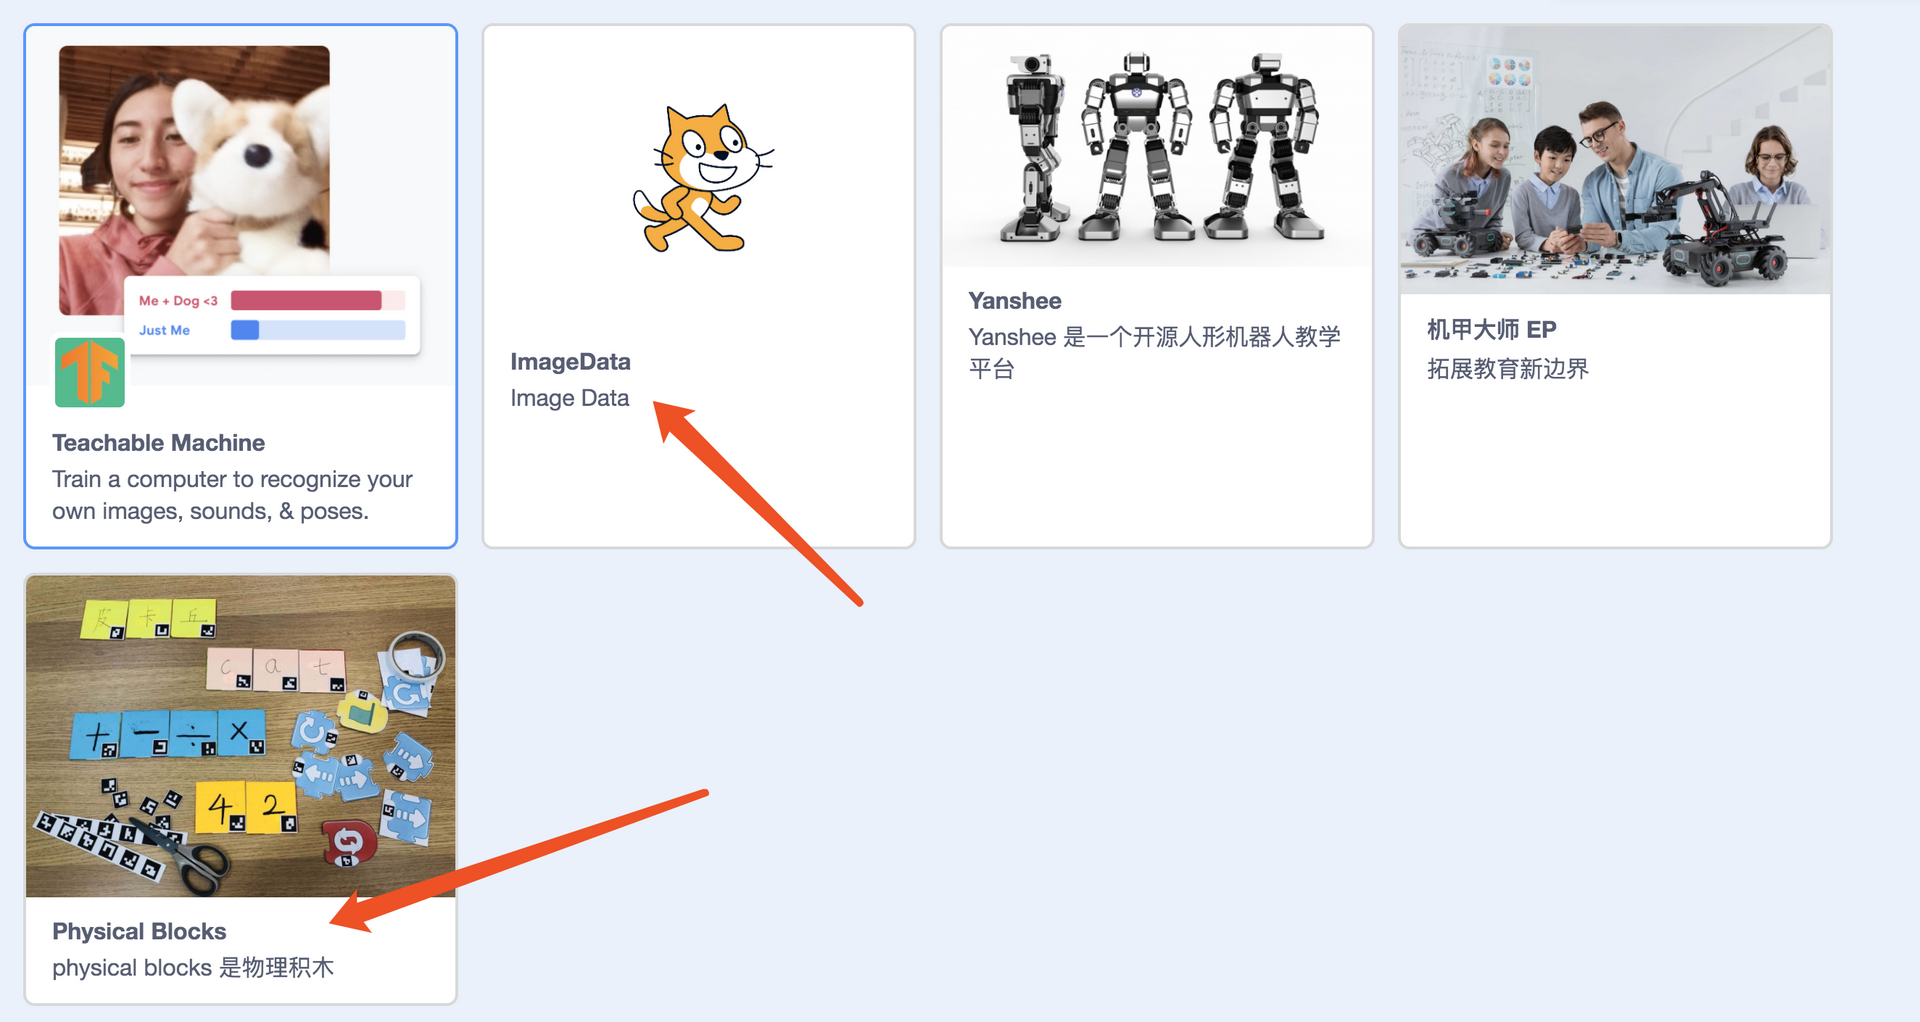 Me + Dog <3
Just Me
Teachable Machine
Train a computer to recognize your
own images, sounds, & poses.
ImageData
Image Data
Yanshee
Yanshee 是一个开源人形机器人教学
平台
机甲大师 EP
拓展教育新边界
皮 卡 丘
c a t
+ - ÷ ×
4 2
Physical Blocks
physical blocks 是物理积木